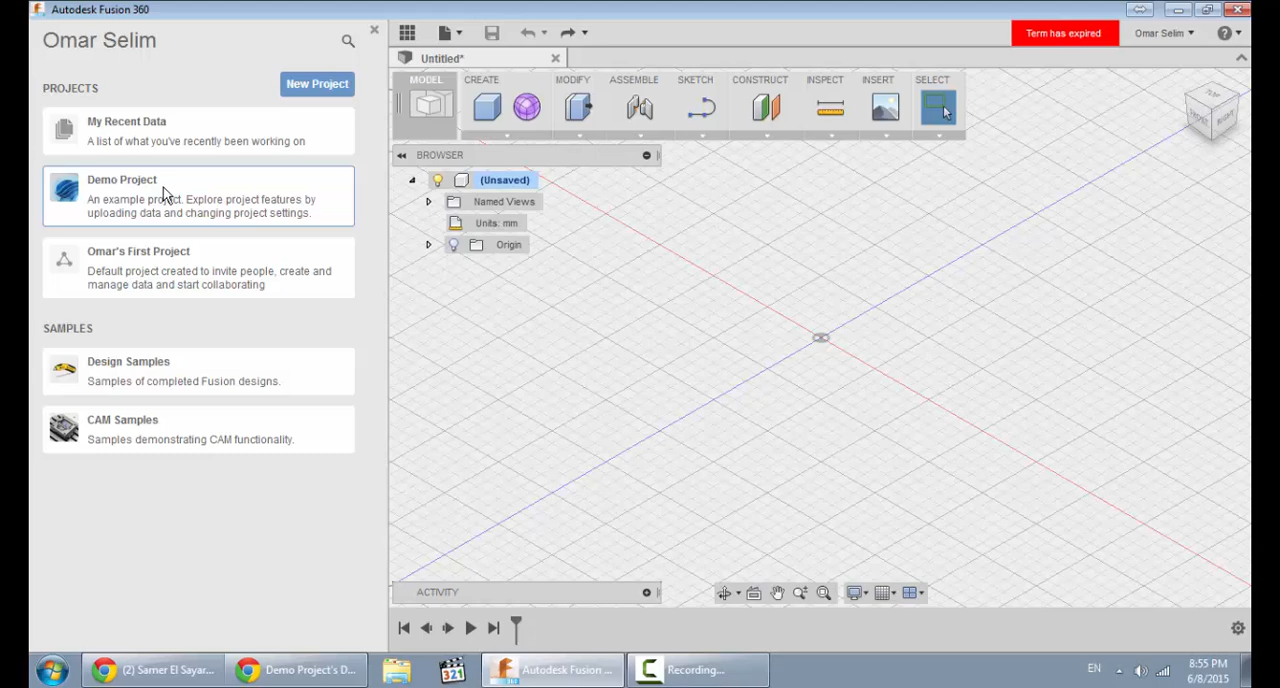 Autodesk Fusion 360
Omar Selim
PROJECTS
New Project
My Recent Data
A list of what you've recently been working on
Demo Project
An example project. Explore project features by
uploading data and changing project settings.
Omar's First Project
Default project created to invite people, create and
manage data and start collaborating
SAMPLES
Design Samples
Samples of completed Fusion designs.
CAM Samples
Samples demonstrating CAM functionality.
Term has expired
Omar Selim
Untitled*
MODEL
CREATE
MODIFY
ASSEMBLE
SKETCH
CONSTRUCT
INSPECT
INSERT
SELECT
TOP
FRONT
RIGHT
BROWSER
(Unsaved)
Named Views
Units: mm
Origin
ACTIVITY
(2) Samer El Sayar...
Demo Project's D...
321
Autodesk Fusion ...
Recording...
EN
8:55 PM
6/8/2015